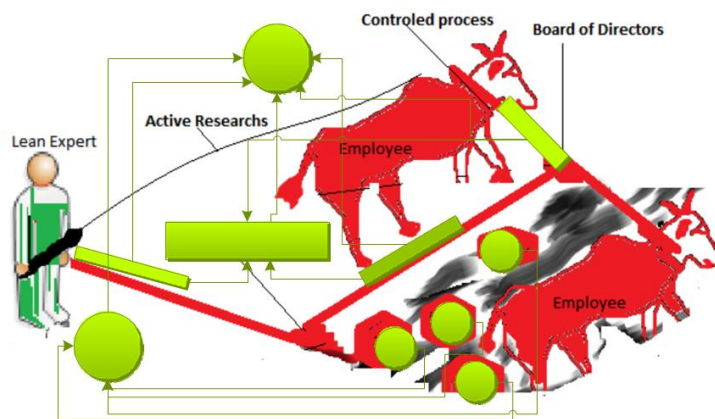 Controled process
Board of Directors
Active Researchs
Lean Expert
Employee
Employee